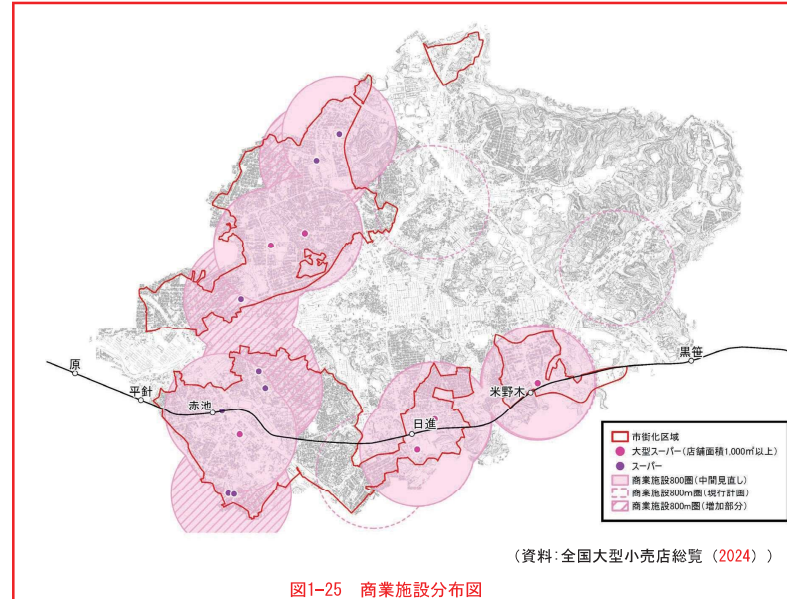 原
平針
赤池
日進
米野木
黒笹
市街化区域
大型スーパー(店舗面積1,000㎡以上)
スーパー
商業施設800圏(中間見直し)
商業施設800m圏(現行計画)
商業施設800m圏(増加部分)
(資料:全国大型小売店総覧(2024))
図1-25 商業施設分布図